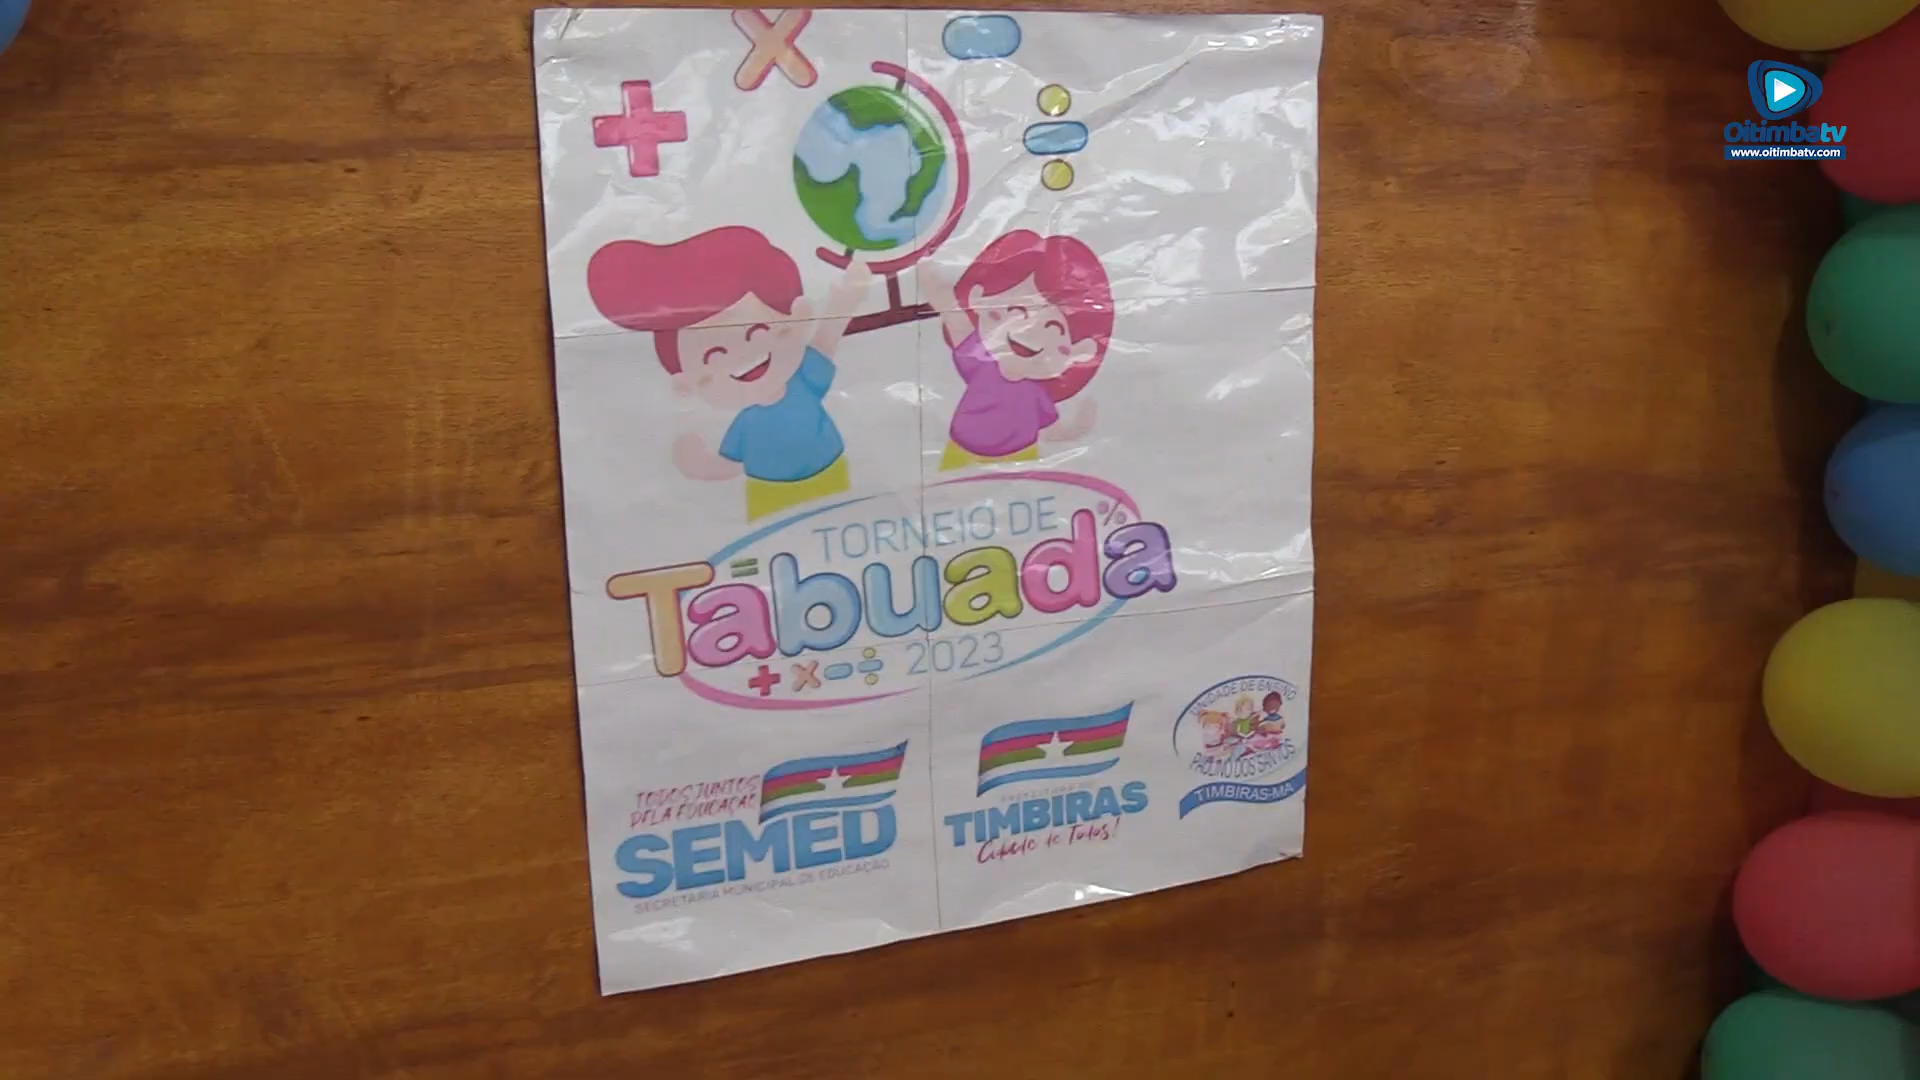 Oitimbatv
www.oitimbatv.com
TORNEIO DE
Tabuada
2023
TODOS JUNTOS
PELA EDUCAÇÃO
SEMED
SECRETARIA MUNICIPAL DE EDUCAÇÃO
TIMBIRAS
Cidade de Todos!
UNIDADE DE ENSINO
PAULINO DOS SANTOS
TIMBIRAS-MA